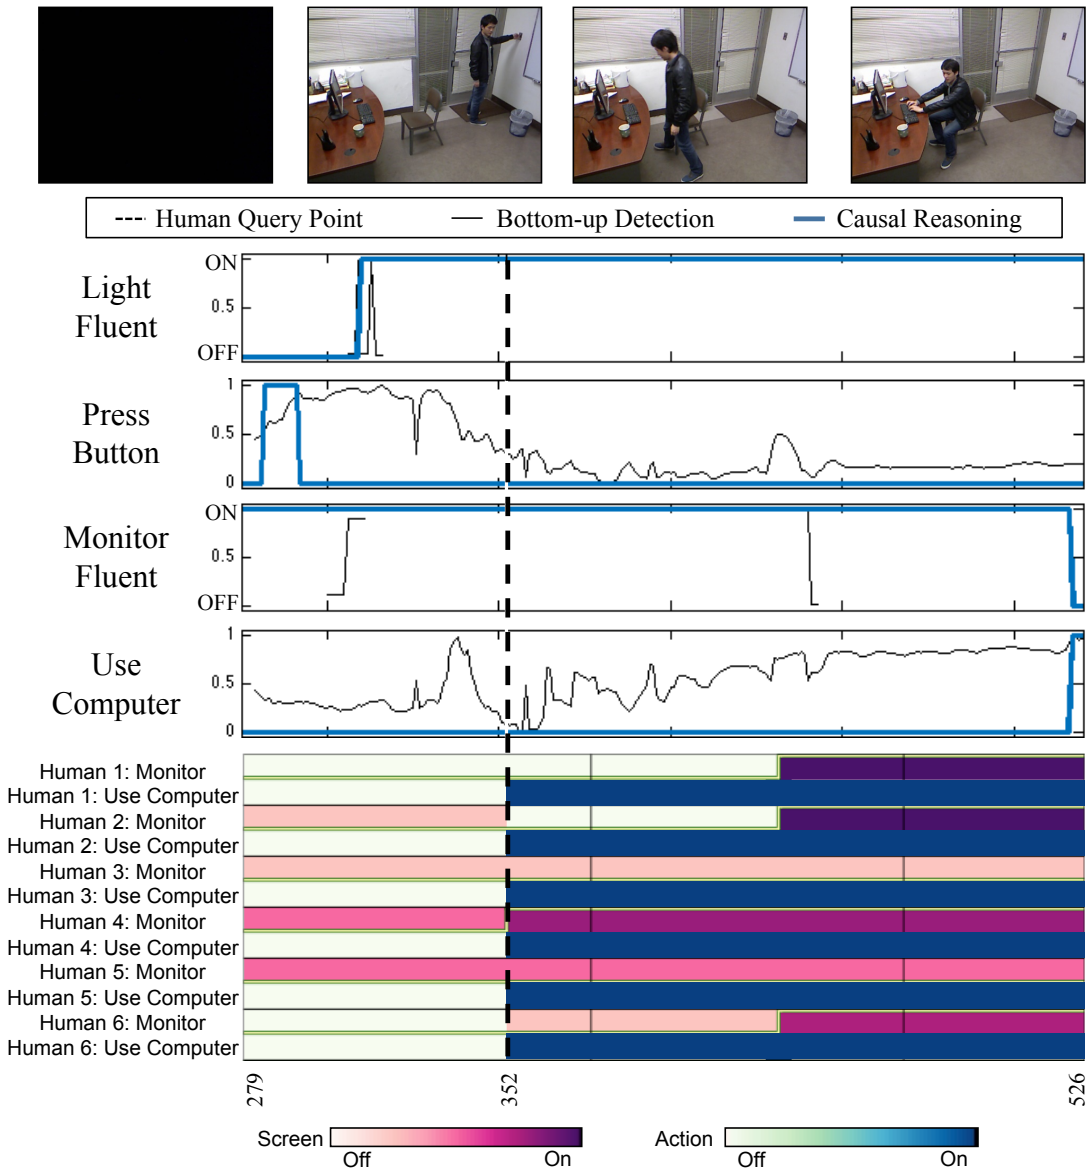 Human Query Point
Bottom-up Detection
Causal Reasoning
Light
Fluent
ON
0.5
OFF
Press
Button
1
0.5
0
Monitor
Fluent
ON
0.5
OFF
Use
Computer
1
0.5
0
Human 1: Monitor
Human 1: Use Computer
Human 2: Monitor
Human 2: Use Computer
Human 3: Monitor
Human 3: Use Computer
Human 4: Monitor
Human 4: Use Computer
Human 5: Monitor
Human 5: Use Computer
Human 6: Monitor
Human 6: Use Computer
279
352
526
Screen
Off
On
Action
Off
On